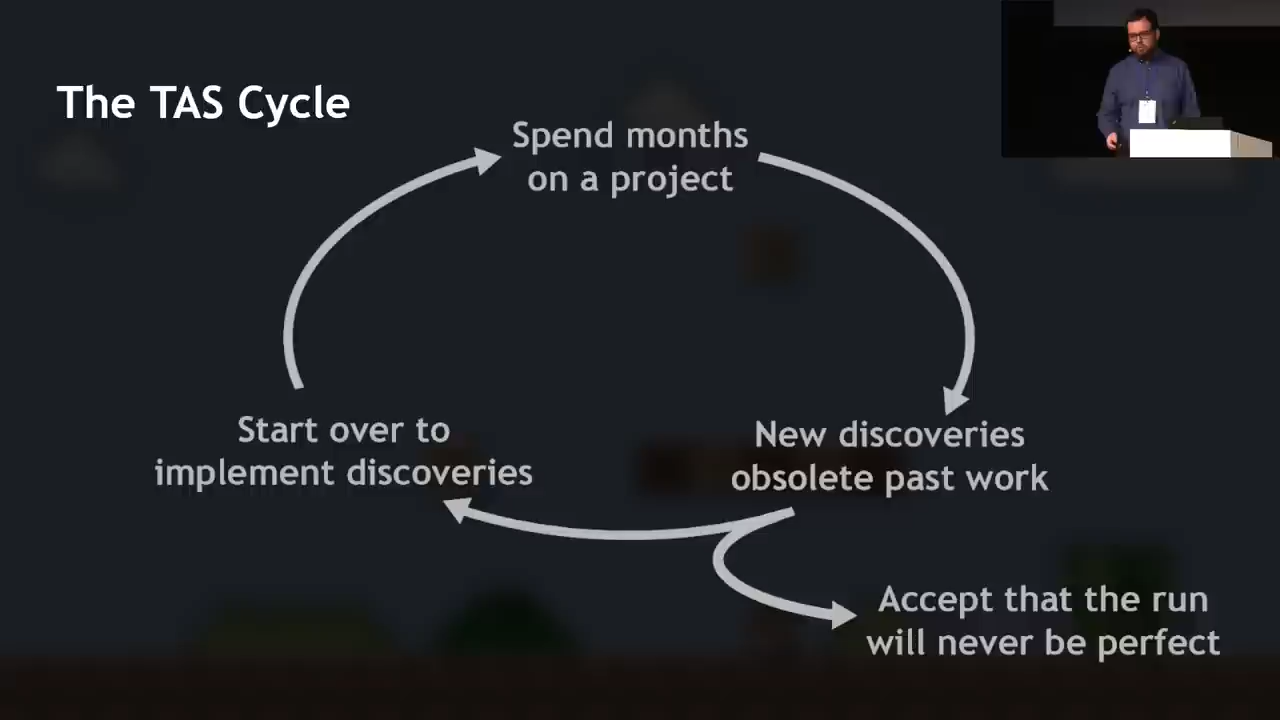 The TAS Cycle
Spend months
on a project
New discoveries
obsolete past work
Start over to
implement discoveries
Accept that the run
will never be perfect